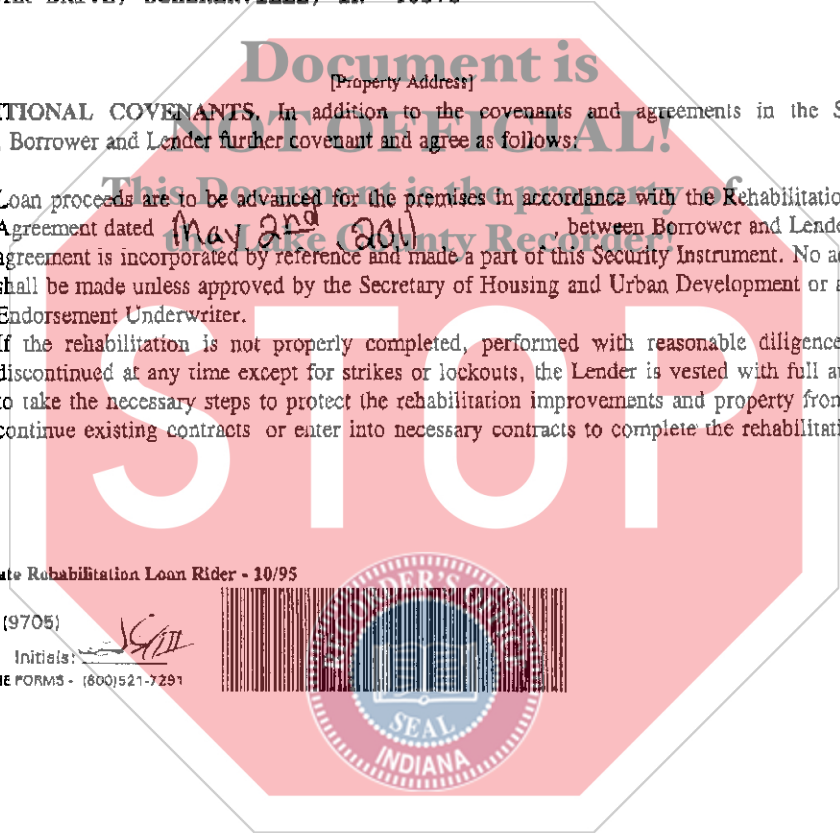 [Property Address]
Document is
TIONAL COVENANTS. In addition to the covenants and agreements in the S
NOT OFFICIAL!
Borrower and Lender further covenant and agree as follows:
This Document is the property of
Loan proceeds are to be advanced for the premises in accordance with the Rehabilitatio
Agreement dated May 2nd (2011 , between Borrower and Lende
the Lake County Recorder!
agreement is incorporated by reference and made a part of this Security Instrument. No a
shall be made unless approved by the Secretary of Housing and Urban Development or a
Endorsement Underwriter.
If the rehabilitation is not properly completed, performed with reasonable diligence
discontinued at any time except for strikes or lockouts, the Lender is vested with full a
to take the necessary steps to protect the rehabilitation improvements and property from
continue existing contracts or enter into necessary contracts to complete the rehabilitati
STOP
ate Rehabilitation Loan Rider - 10/95
(9705)
Initials:
E FORMS - (800)521-7291
RECORDER'S OFFICE
SEAL
INDIANA